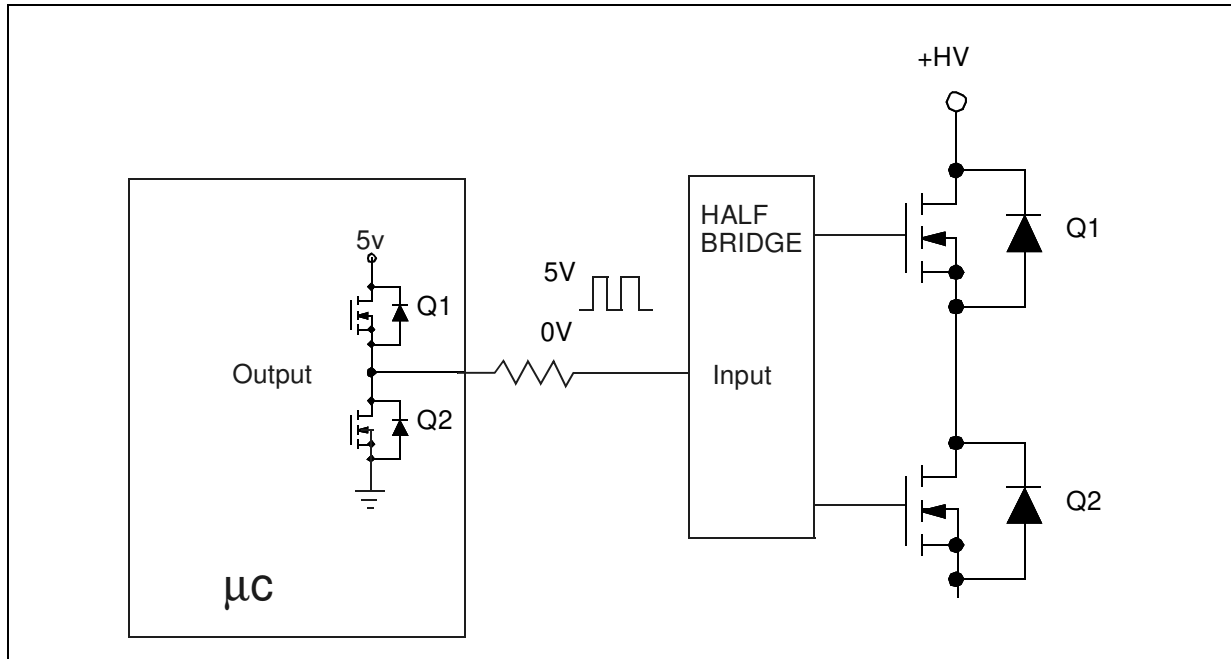 +HV
HALF
BRIDGE
Q1
5v
Q1
5V
0V
Output
Input
Q2
Q2
µc